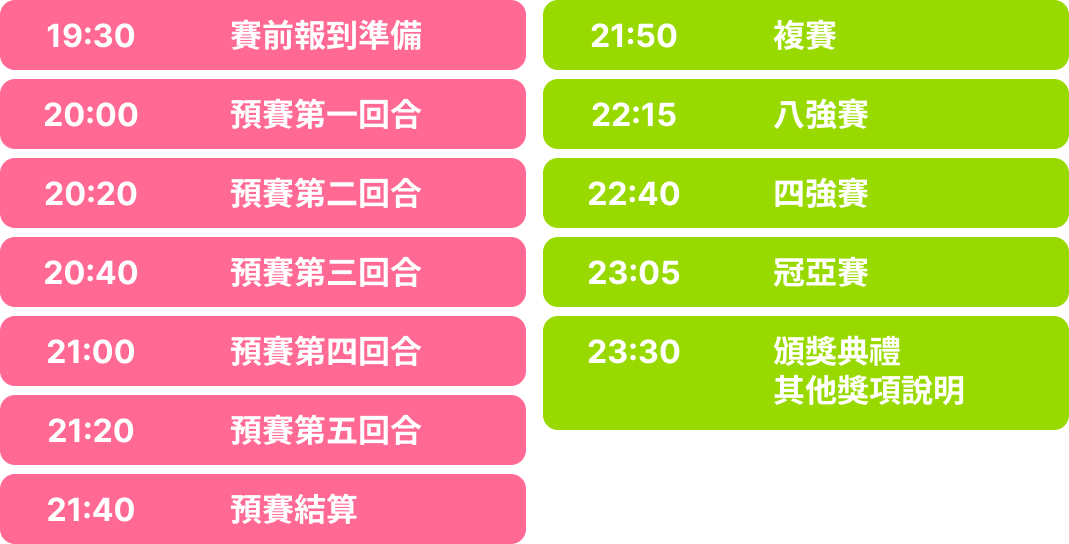 19:30 賽前報到準備
20:00 預賽第一回合
20:20 預賽第二回合
20:40 預賽第三回合
21:00 預賽第四回合
21:20 預賽第五回合
21:40 預賽結算
21:50 複賽
22:15 八強賽
22:40 四強賽
23:05 冠亞賽
23:30 頒獎典禮
其他獎項說明